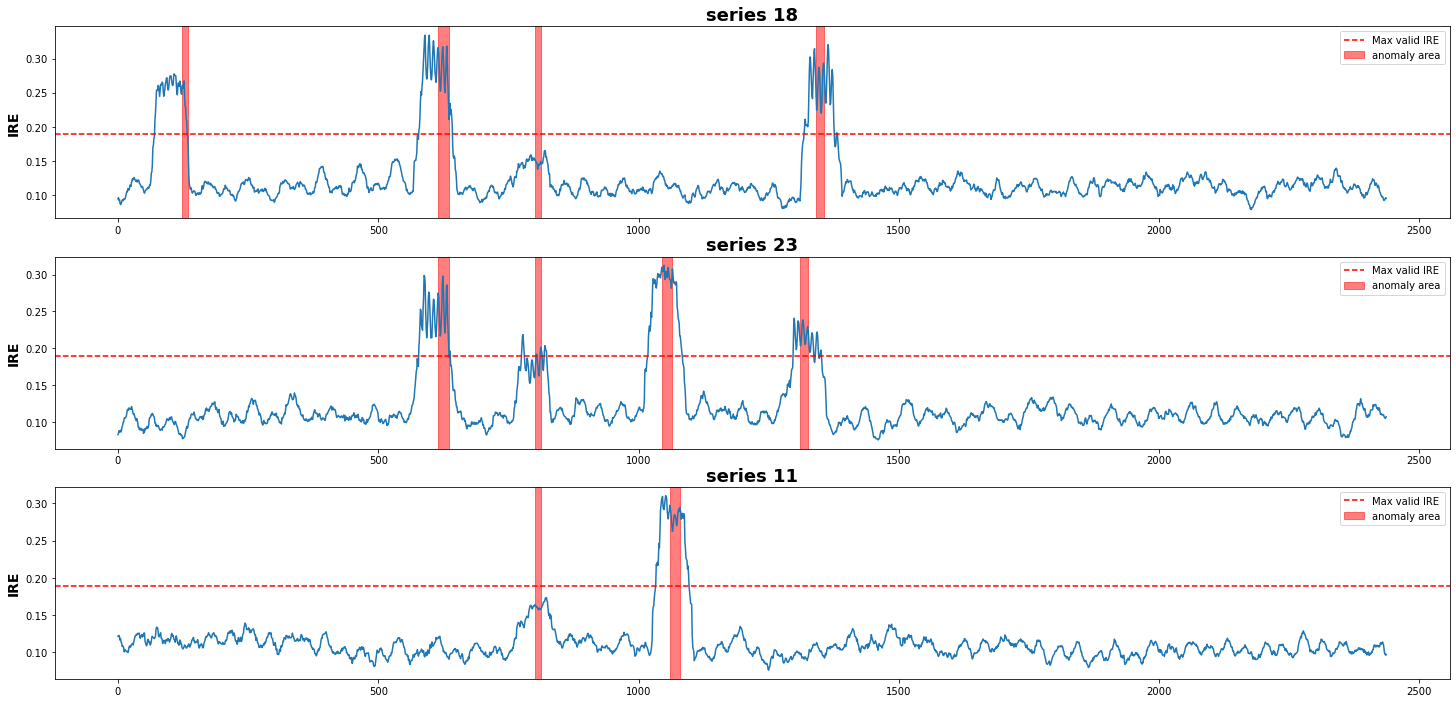 series 18
IRE
0.30
0.25
0.20
0.15
0.10
Max valid IRE
anomaly area
0 500 1000 1500 2000 2500
series 23
IRE
0.30
0.25
0.20
0.15
0.10
Max valid IRE
anomaly area
0 500 1000 1500 2000 2500
series 11
IRE
0.30
0.25
0.20
0.15
0.10
Max valid IRE
anomaly area
0 500 1000 1500 2000 2500